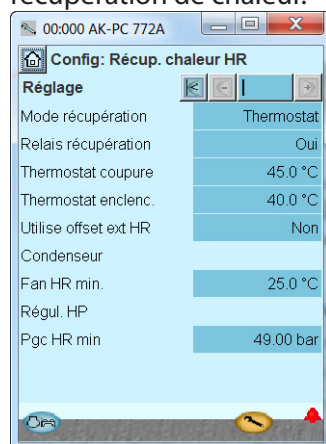 récupération de chaleur.
00:000 AK-PC 772A
Config: Récup. chaleur HR
Réglage
Mode récupération Thermostat
Relais récupération Oui
Thermostat coupure 45.0 °C
Thermostat enclenc. 40.0 °C
Utilise offset ext HR Non
Condenseur
Fan HR min. 25.0 °C
Régul. HP
Pgc HR min 49.00 bar